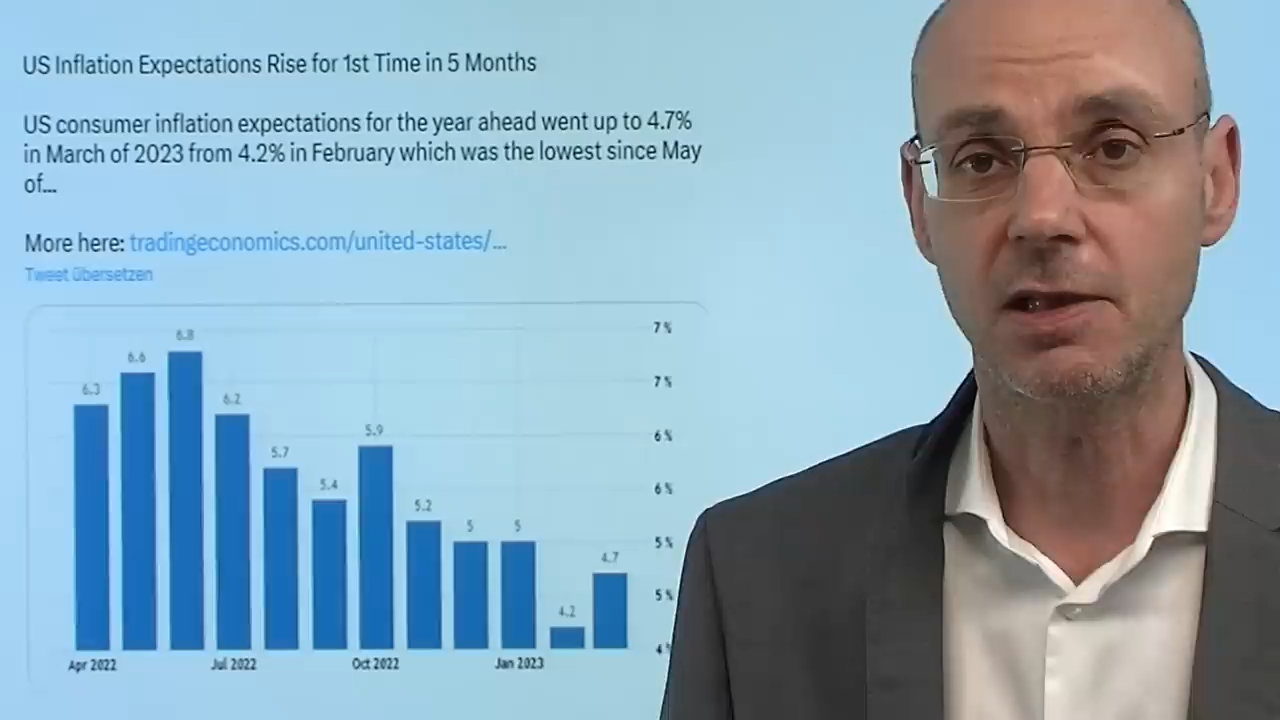 US Inflation Expectations Rise for 1st Time in 5 Months
US consumer inflation expectations for the year ahead went up to 4.7%
in March of 2023 from 4.2% in February which was the lowest since May
of...
More here: tradingeconomics.com/united-states/...
Tweet übersetzen
6.3
6.6
6.8
6.2
5.7
5.4
5.9
5.2
5
5
4.2
4.7
7%
7%
6%
6%
5%
5%
4%
Apr 2022
Jul 2022
Oct 2022
Jan 2023